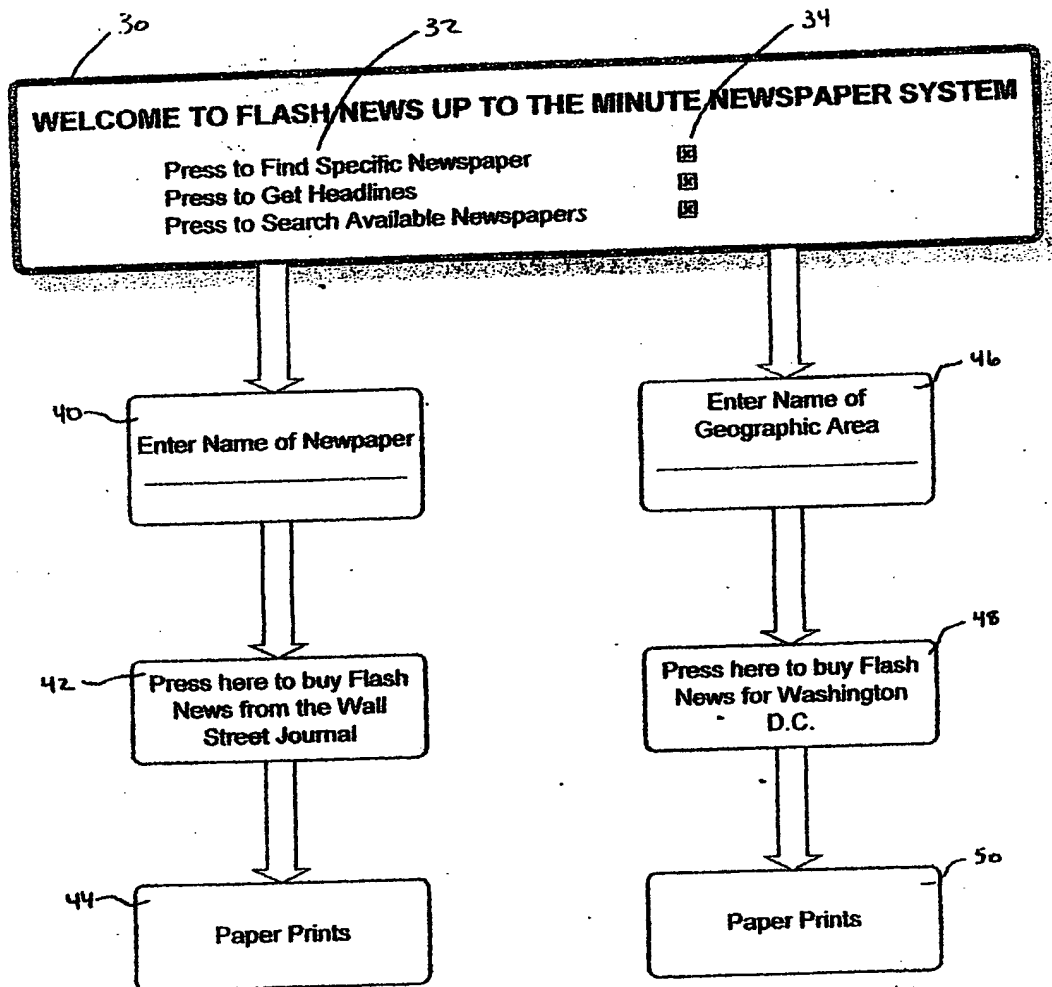 30
32
34
WELCOME TO FLASH NEWS UP TO THE MINUTE NEWSPAPER SYSTEM
Press to Find Specific Newspaper
Press to Get Headlines
Press to Search Available Newspapers
40
Enter Name of Newpaper
46
Enter Name of
Geographic Area
42
Press here to buy Flash
News from the Wall
Street Journal
48
Press here to buy Flash
News for Washington
D.C.
44
Paper Prints
50
Paper Prints